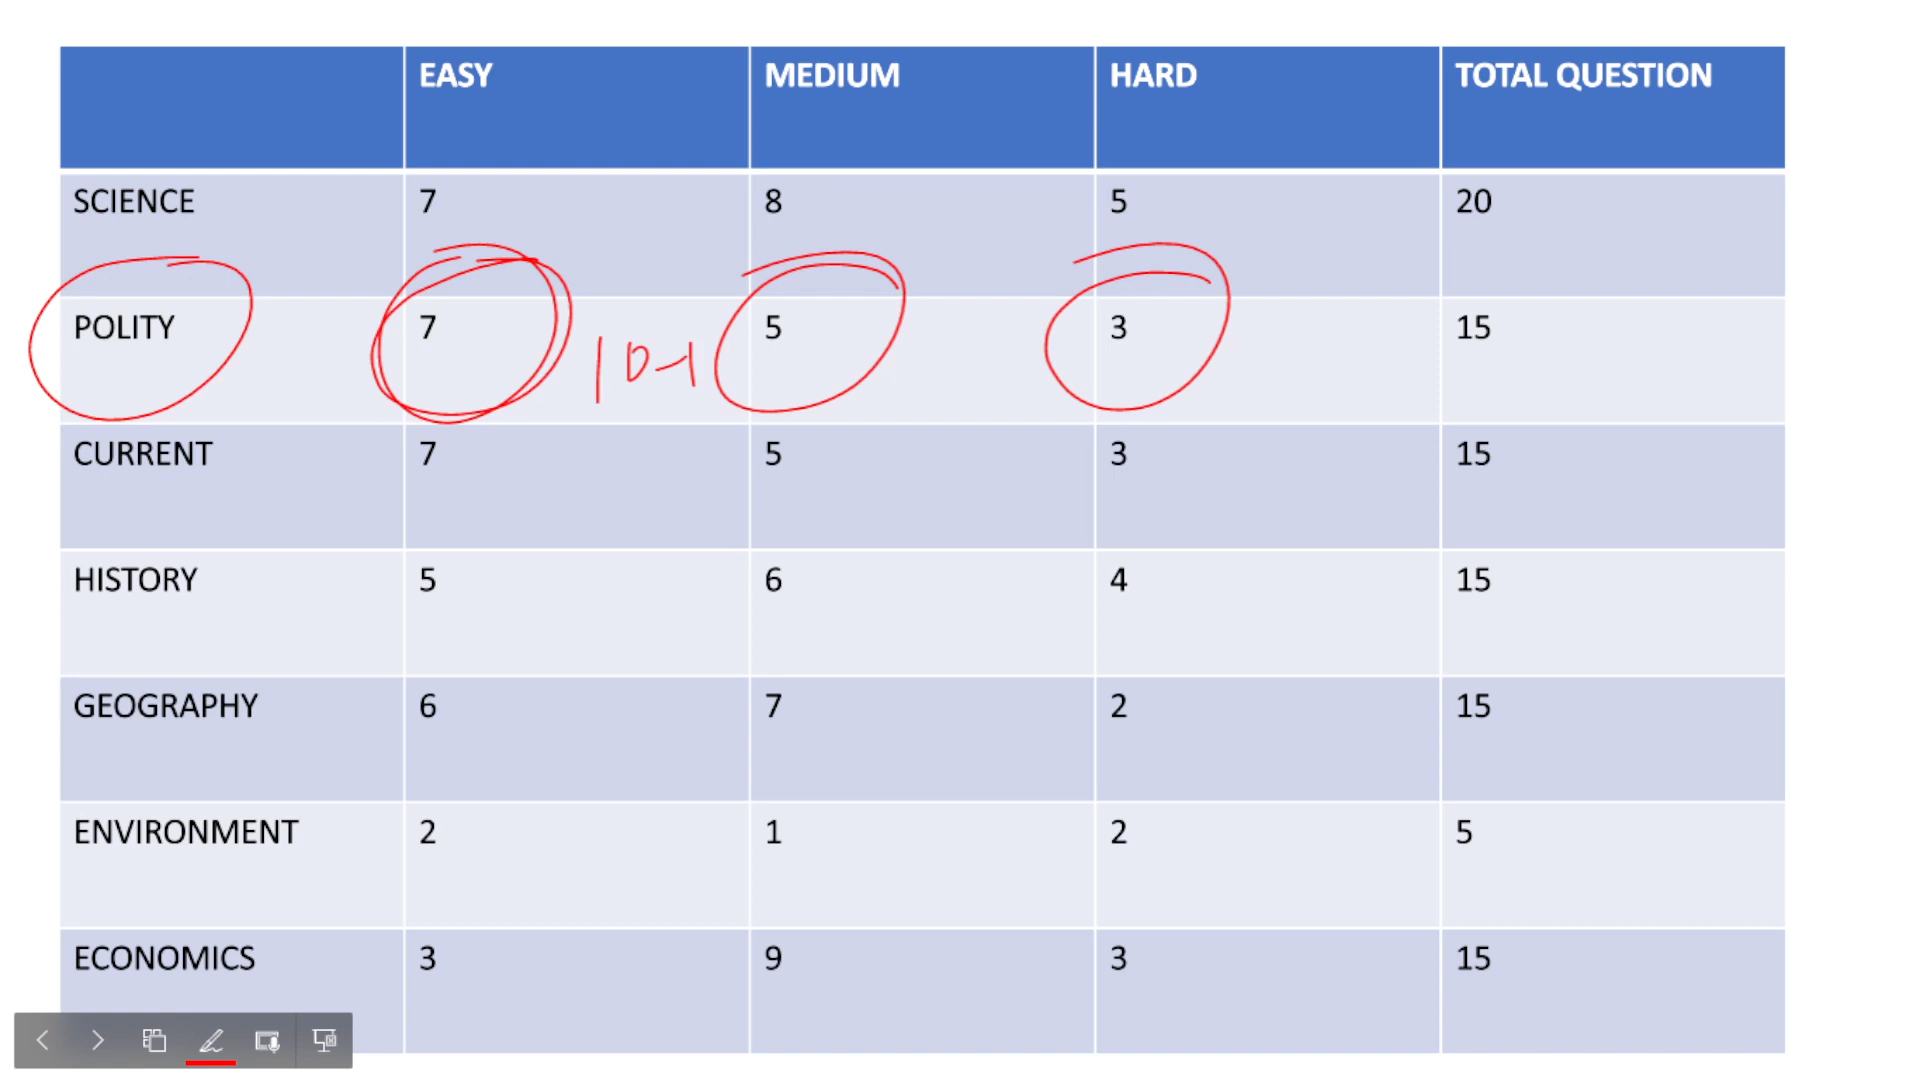 EASY MEDIUM HARD TOTAL QUESTION
SCIENCE 7 8 5 20
POLITY 7 5 3 15
CURRENT 7 5 3 15
HISTORY 5 6 4 15
GEOGRAPHY 6 7 2 15
ENVIRONMENT 2 1 2 5
ECONOMICS 3 9 3 15